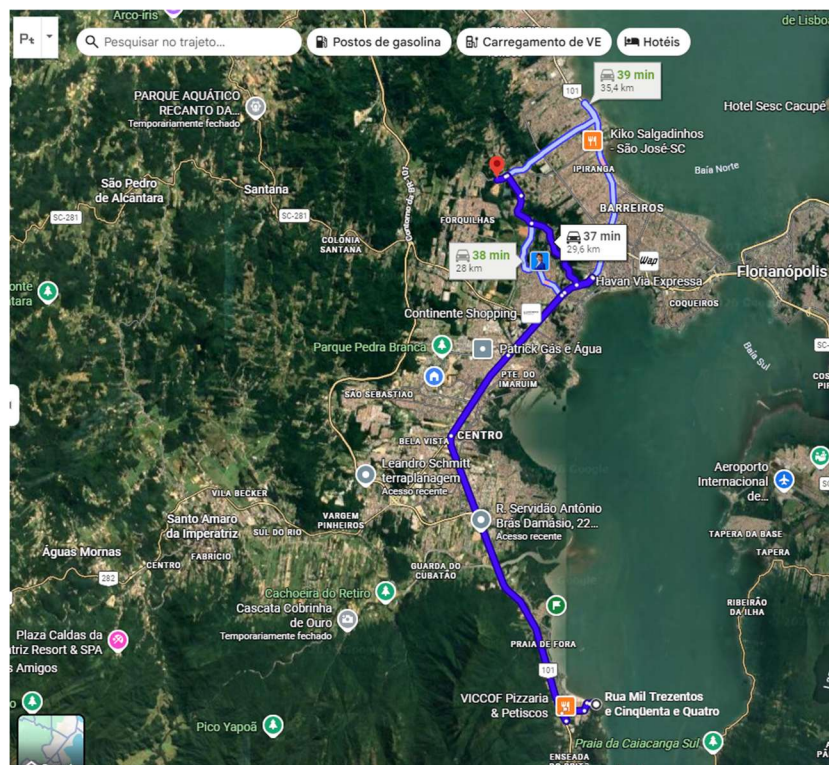 Arco-íris
de Lisboa
Pt
Pesquisar no trajeto...
Postos de gasolina
Carregamento de VE
Hotéis
39 min
35,4 km
101
PARQUE AQUÁTICO
RECANTO DA...
Temporariamente fechado
Hotel Sesc Cacupé
Kiko Salgadinhos
- São José-SC
IPIRANGA
Baía Norte
São Pedro
de Alcântara
Santana
SC-281
SC-281
BARREIROS
FORQUILHAS
COLÔNIA
SANTANA
37 min
29,6 km
38 min
28 km
Wap
Florianópolis
Havan Via Expressa
COQUEIROS
Continente Shopping
Parque Pedra Branca
Patrick Gás e Água
Baía Sul
SC-
PTE. DO
IMARUIM
SÃO SEBASTIÃO
BELA VISTA
CENTRO
Leandro Schmitt
terraplanagem
Acesso recente
Aeroporto
Internacional
de...
VILA BECKER
VARGEM
PINHEIROS
R. Servidão Antônio
Brás Damásio, 22...
Acesso recente
Santo Amaro
da Imperatriz
SUL DO RIO
FABRÍCIO
CENTRO
Águas Mornas
282
TAPERA DA BASE
TAPERA
GUARDA DO
CUBATÃO
Cachoeira do Retiro
Cascata Cobrinha
de Ouro
Temporariamente fechado
RIBEIRÃO
DA ILHA
Plaza Caldas da
atriz Resort & SPA
s Amigos
PRAIA DE FORA
101
VICCOF Pizzaria
& Petiscos
Rua Mil Trezentos
e Cinqüenta e Quatro
Pico Yapoã
Praia da Caiacanga Sul
ENSEADA